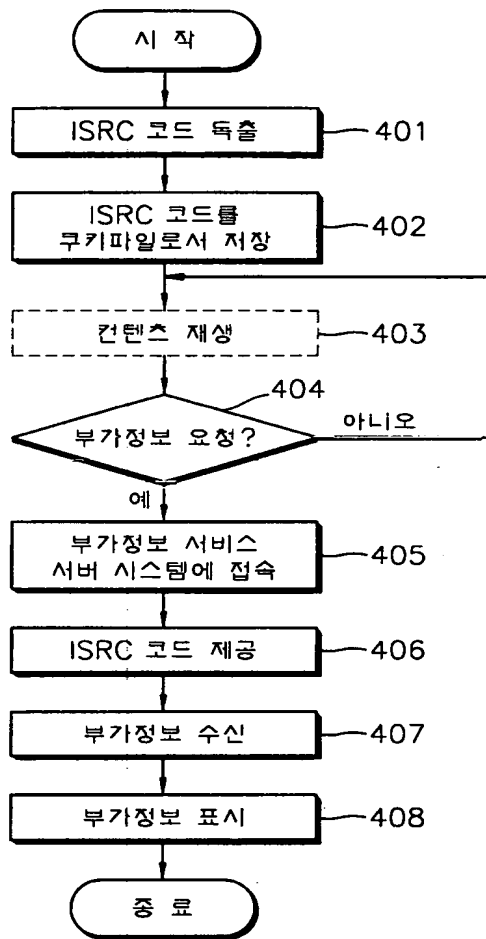 시 작
ISRC 코드 독출
401
ISRC 코드를
쿠키파일로서 저장
402
컨텐츠 재생
403
404
부가정보 요청?
아니오
예
부가정보 서비스
서버 시스템에 접속
405
ISRC 코드 제공
406
부가정보 수신
407
부가정보 표시
408
종 료